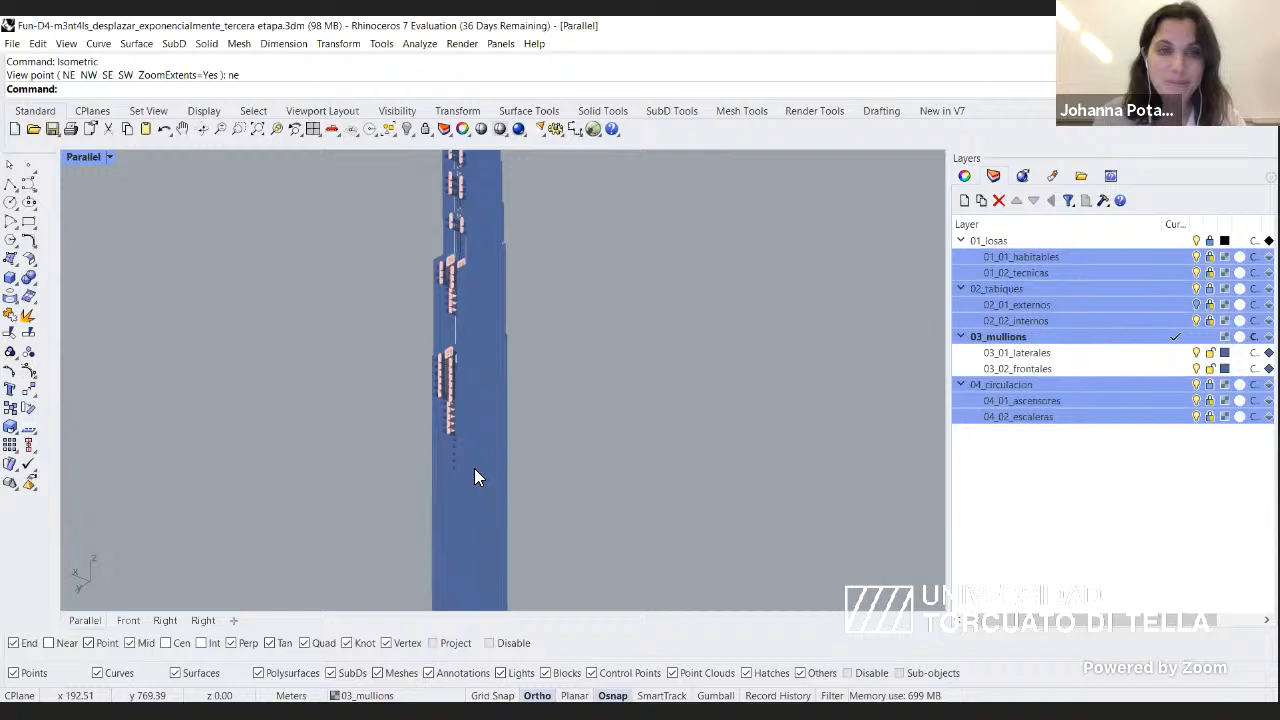 Fun-D4-m3nt4ls_desplazar_exponencialmente_tercera etapa.3dm (98 MB) - Rhinoceros 7 Evaluation (36 Days Remaining) - [Parallel]
File Edit View Curve Surface SubD Solid Mesh Dimension Transform Tools Analyze Render Panels Help
Command: Isometric
View point ( NE NW SE SW ZoomExtents=Yes ): ne
Command:
Johanna Pota...
Standard CPlanes Set View Display Select Viewport Layout Visibility Transform Curve Tools Surface Tools Solid Tools SubD Tools Mesh Tools Render Tools Drafting New in V7
Parallel
Layers
Layer Cur...
01_losas C..
01_01_habitables C..
01_02_tecnicas C..
02_tabiques C..
02_01_externos C..
02_02_internos C..
03_mullions C.
03_01_laterales C..
03_02_frontales C..
04_circulacion C..
04_01_ascensores C..
04_02_escaleras C..
z
x
y
UNIVERSIDAD
TORCUATO DI TELLA
Parallel Front Right Right
End Near Point Mid Cen Int Perp Tan Quad Knot Vertex Project Disable
Powered by Zoom
Points Curves Surfaces Polysurfaces SubDs Meshes Annotations Lights Blocks Control Points Point Clouds Hatches Others Disable Sub-objects
CPlane x 192.51 y 769.39 z 0.00 Meters 03_mullions Grid Snap Ortho Planar Osnap SmartTrack Gumball Record History Filter Memory use: 699 MB